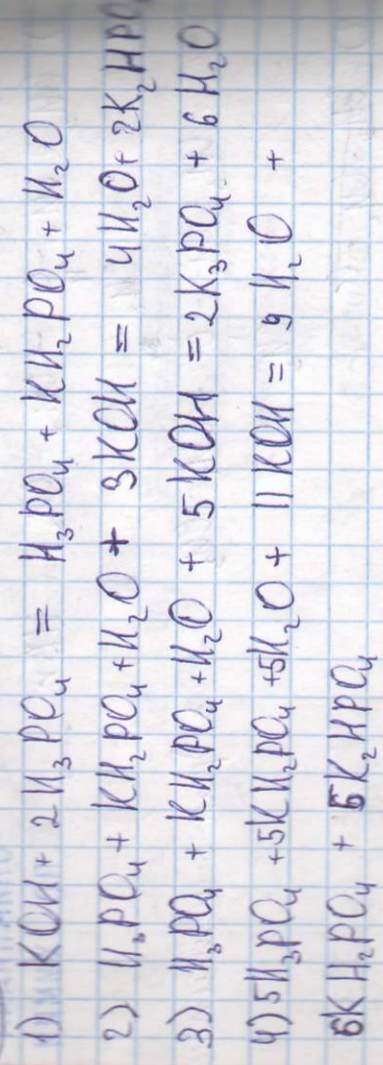 1) KOH + 2H₃PO₄ = H₃PO₄ + KH₂PO₄ + H₂O
2) H₃PO₄ + KH₂PO₄ + H₂O + 3KOH = 4H₂O + 2K₂HPO
3) H₃PO₄ + KH₂PO₄ + H₂O + 5KOH = 2K₃PO₄ + 6H₂O
4) 5H₃PO₄ + 5KH₂PO₄ + 5H₂O + 11KOH = 9H₂O +
6KH₂PO₄ + 5K₂HPO₄